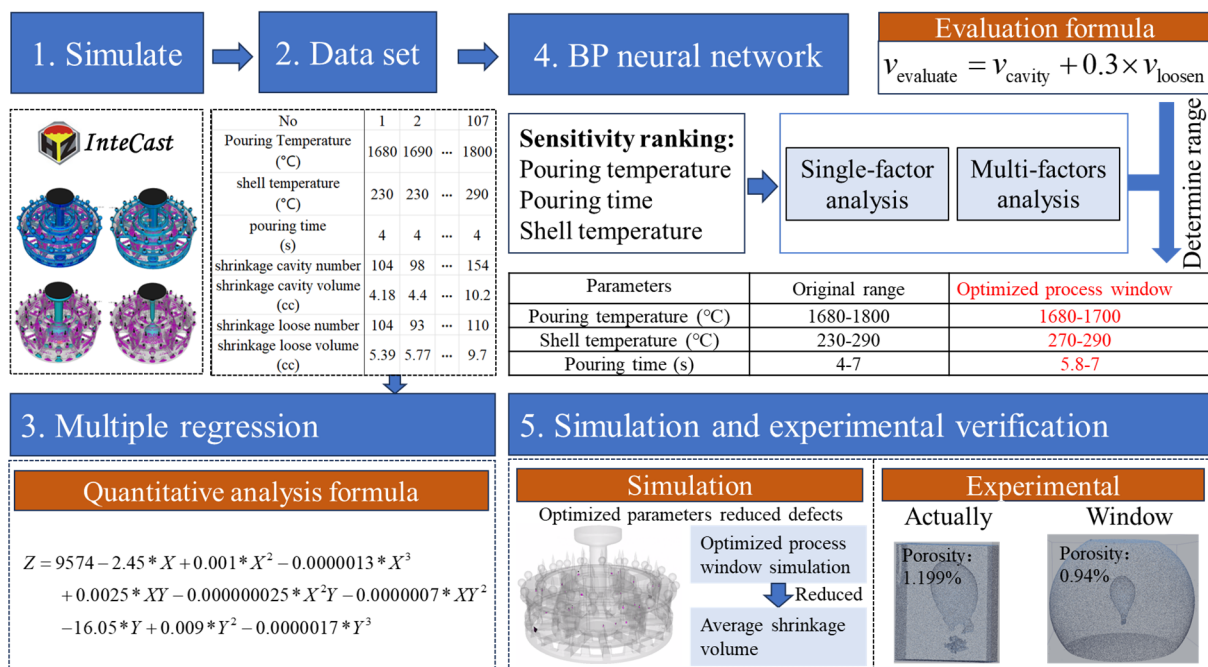 1. Simulate
2. Data set
4. BP neural network
Evaluation formula
v_evaluate = v_cavity + 0.3 × v_loosen
InteCast
No 1 2 107
Pouring Temperature
(°C) 1680 1690 ... 1800
shell temperature
(°C) 230 230 ... 290
pouring time
(s) 4 4 ... 4
shrinkage cavity number 104 98 ... 154
shrinkage cavity volume
(cc) 4.18 4.4 ... 10.2
shrinkage loose number 104 93 ... 110
shrinkage loose volume
(cc) 5.39 5.77 ... 9.7
Sensitivity ranking:
Pouring temperature
Pouring time
Shell temperature
Single-factor
analysis
Multi-factors
analysis
Determine range
Parameters Original range Optimized process window
Pouring temperature (℃) 1680-1800 1680-1700
Shell temperature (℃) 230-290 270-290
Pouring time (s) 4-7 5.8-7
3. Multiple regression
Quantitative analysis formula
Z = 9574 − 2.45 * X + 0.001 * X² − 0.0000013 * X³
+ 0.0025 * XY − 0.000000025 * X²Y − 0.0000007 * XY²
−16.05 * Y + 0.009 * Y² − 0.0000017 * Y³
5. Simulation and experimental verification
Simulation
Optimized parameters reduced defects
Optimized process
window simulation
Reduced
Average shrinkage
volume
Experimental
Actually
Window
Porosity：
1.199%
Porosity：
0.94%